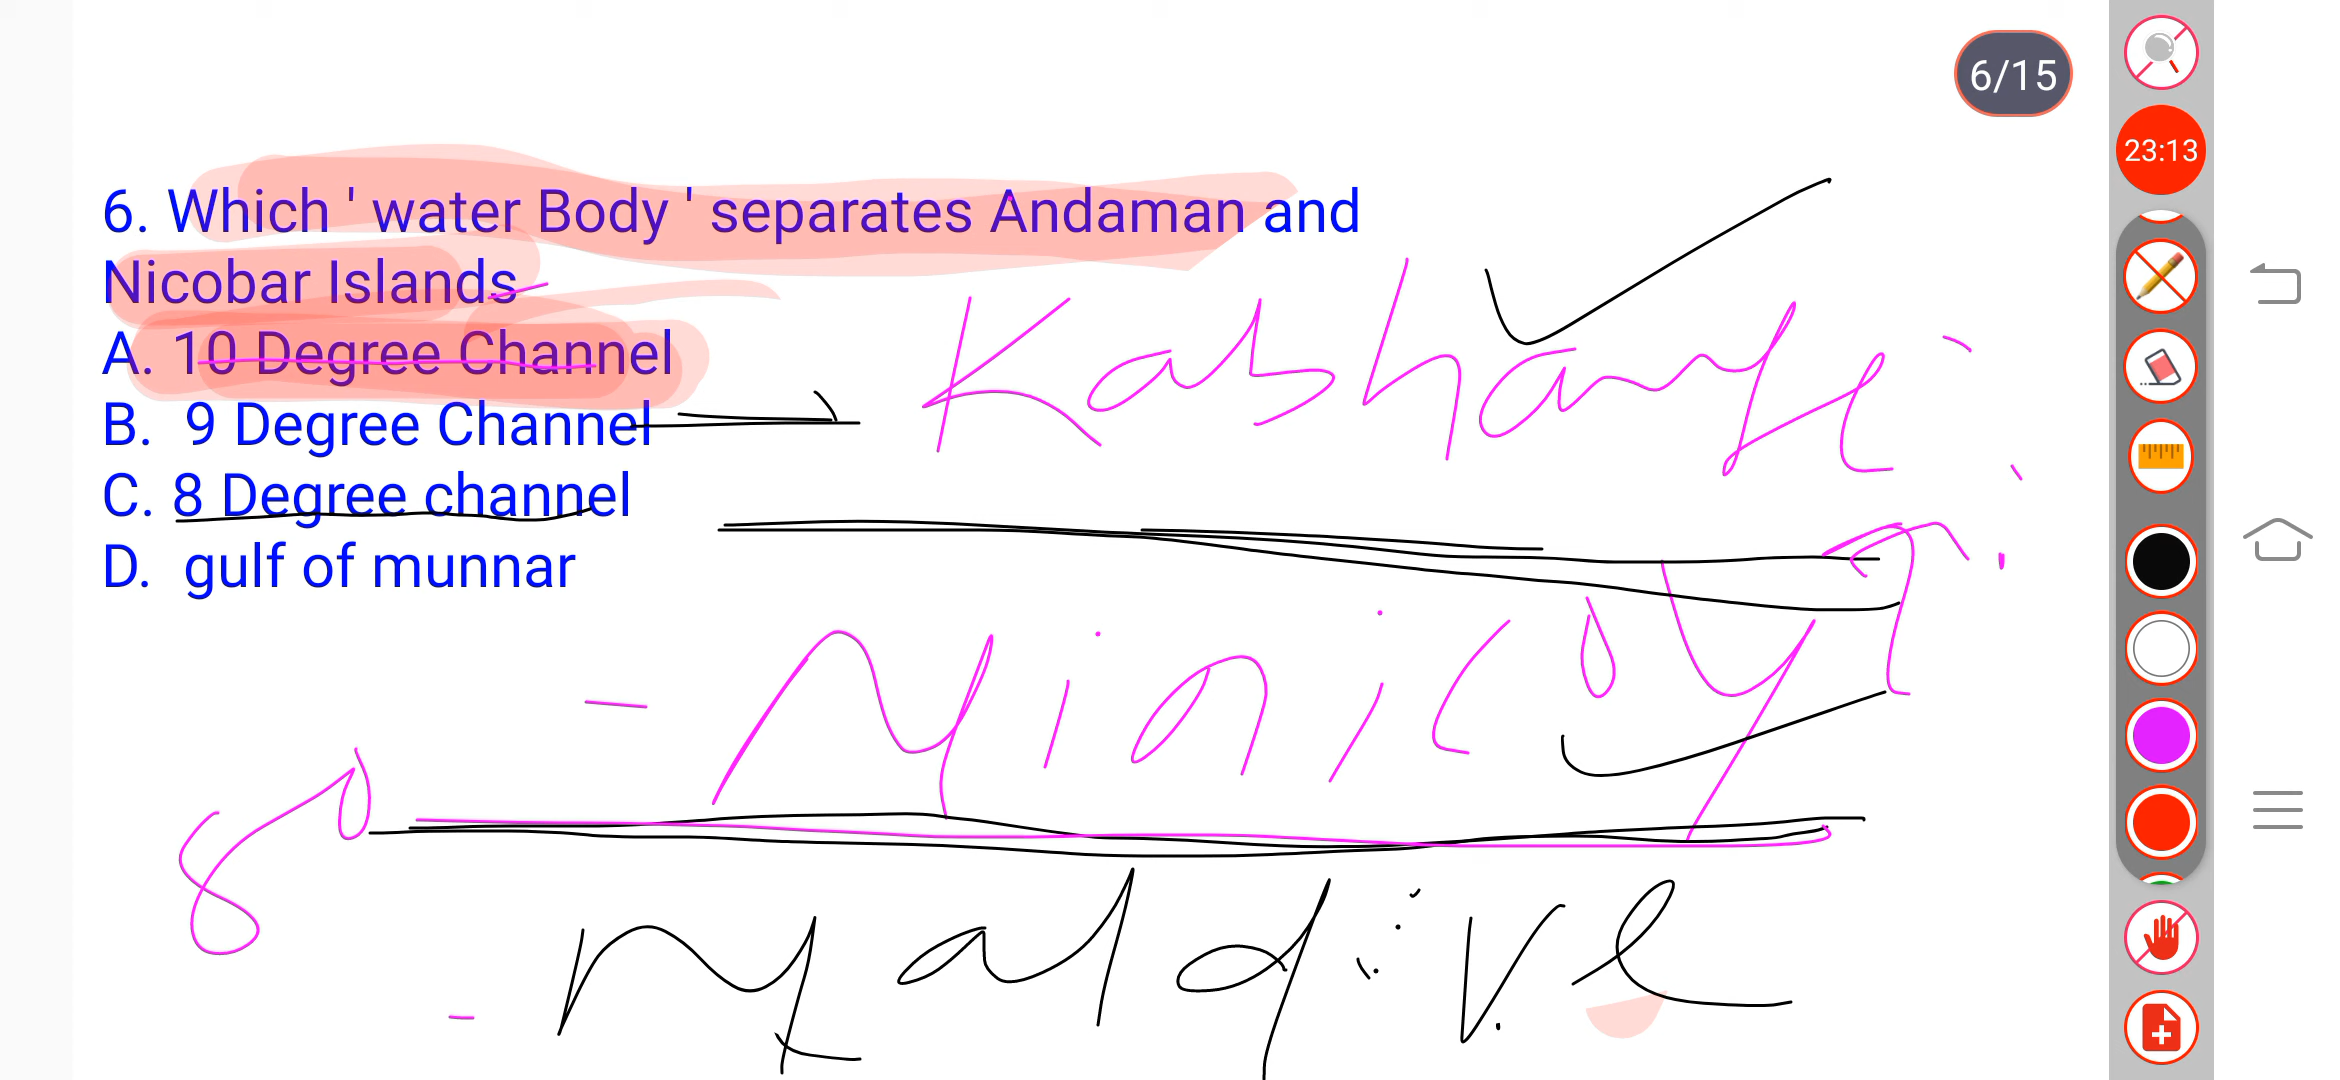 6/15
23:13
6. Which ' water Body ' separates Andaman and
Nicobar Islands
A. 10 Degree Channel
B. 9 Degree Channel
C. 8 Degree channel
D. gulf of munnar
Minicoy
8°
Maldive